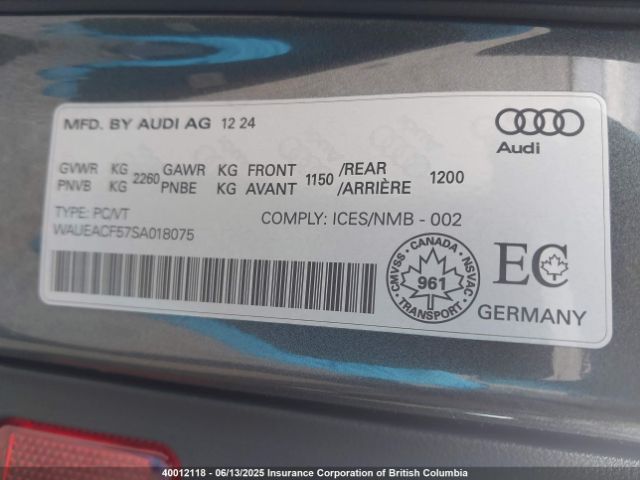 MFD. BY AUDI AG 12 24
Audi
GVWR KG 2260 GAWR KG FRONT 1150 /REAR 1200
PNVB KG PNBE KG AVANT /ARRIÈRE
TYPE: PC/VT
COMPLY: ICES/NMB - 002
WAUEACF57SA018075
CMVSS - CANADA - NSVAC
961
TRANSPORT
EC
GERMANY
40012118 - 06/13/2025 Insurance Corporation of British Columbia